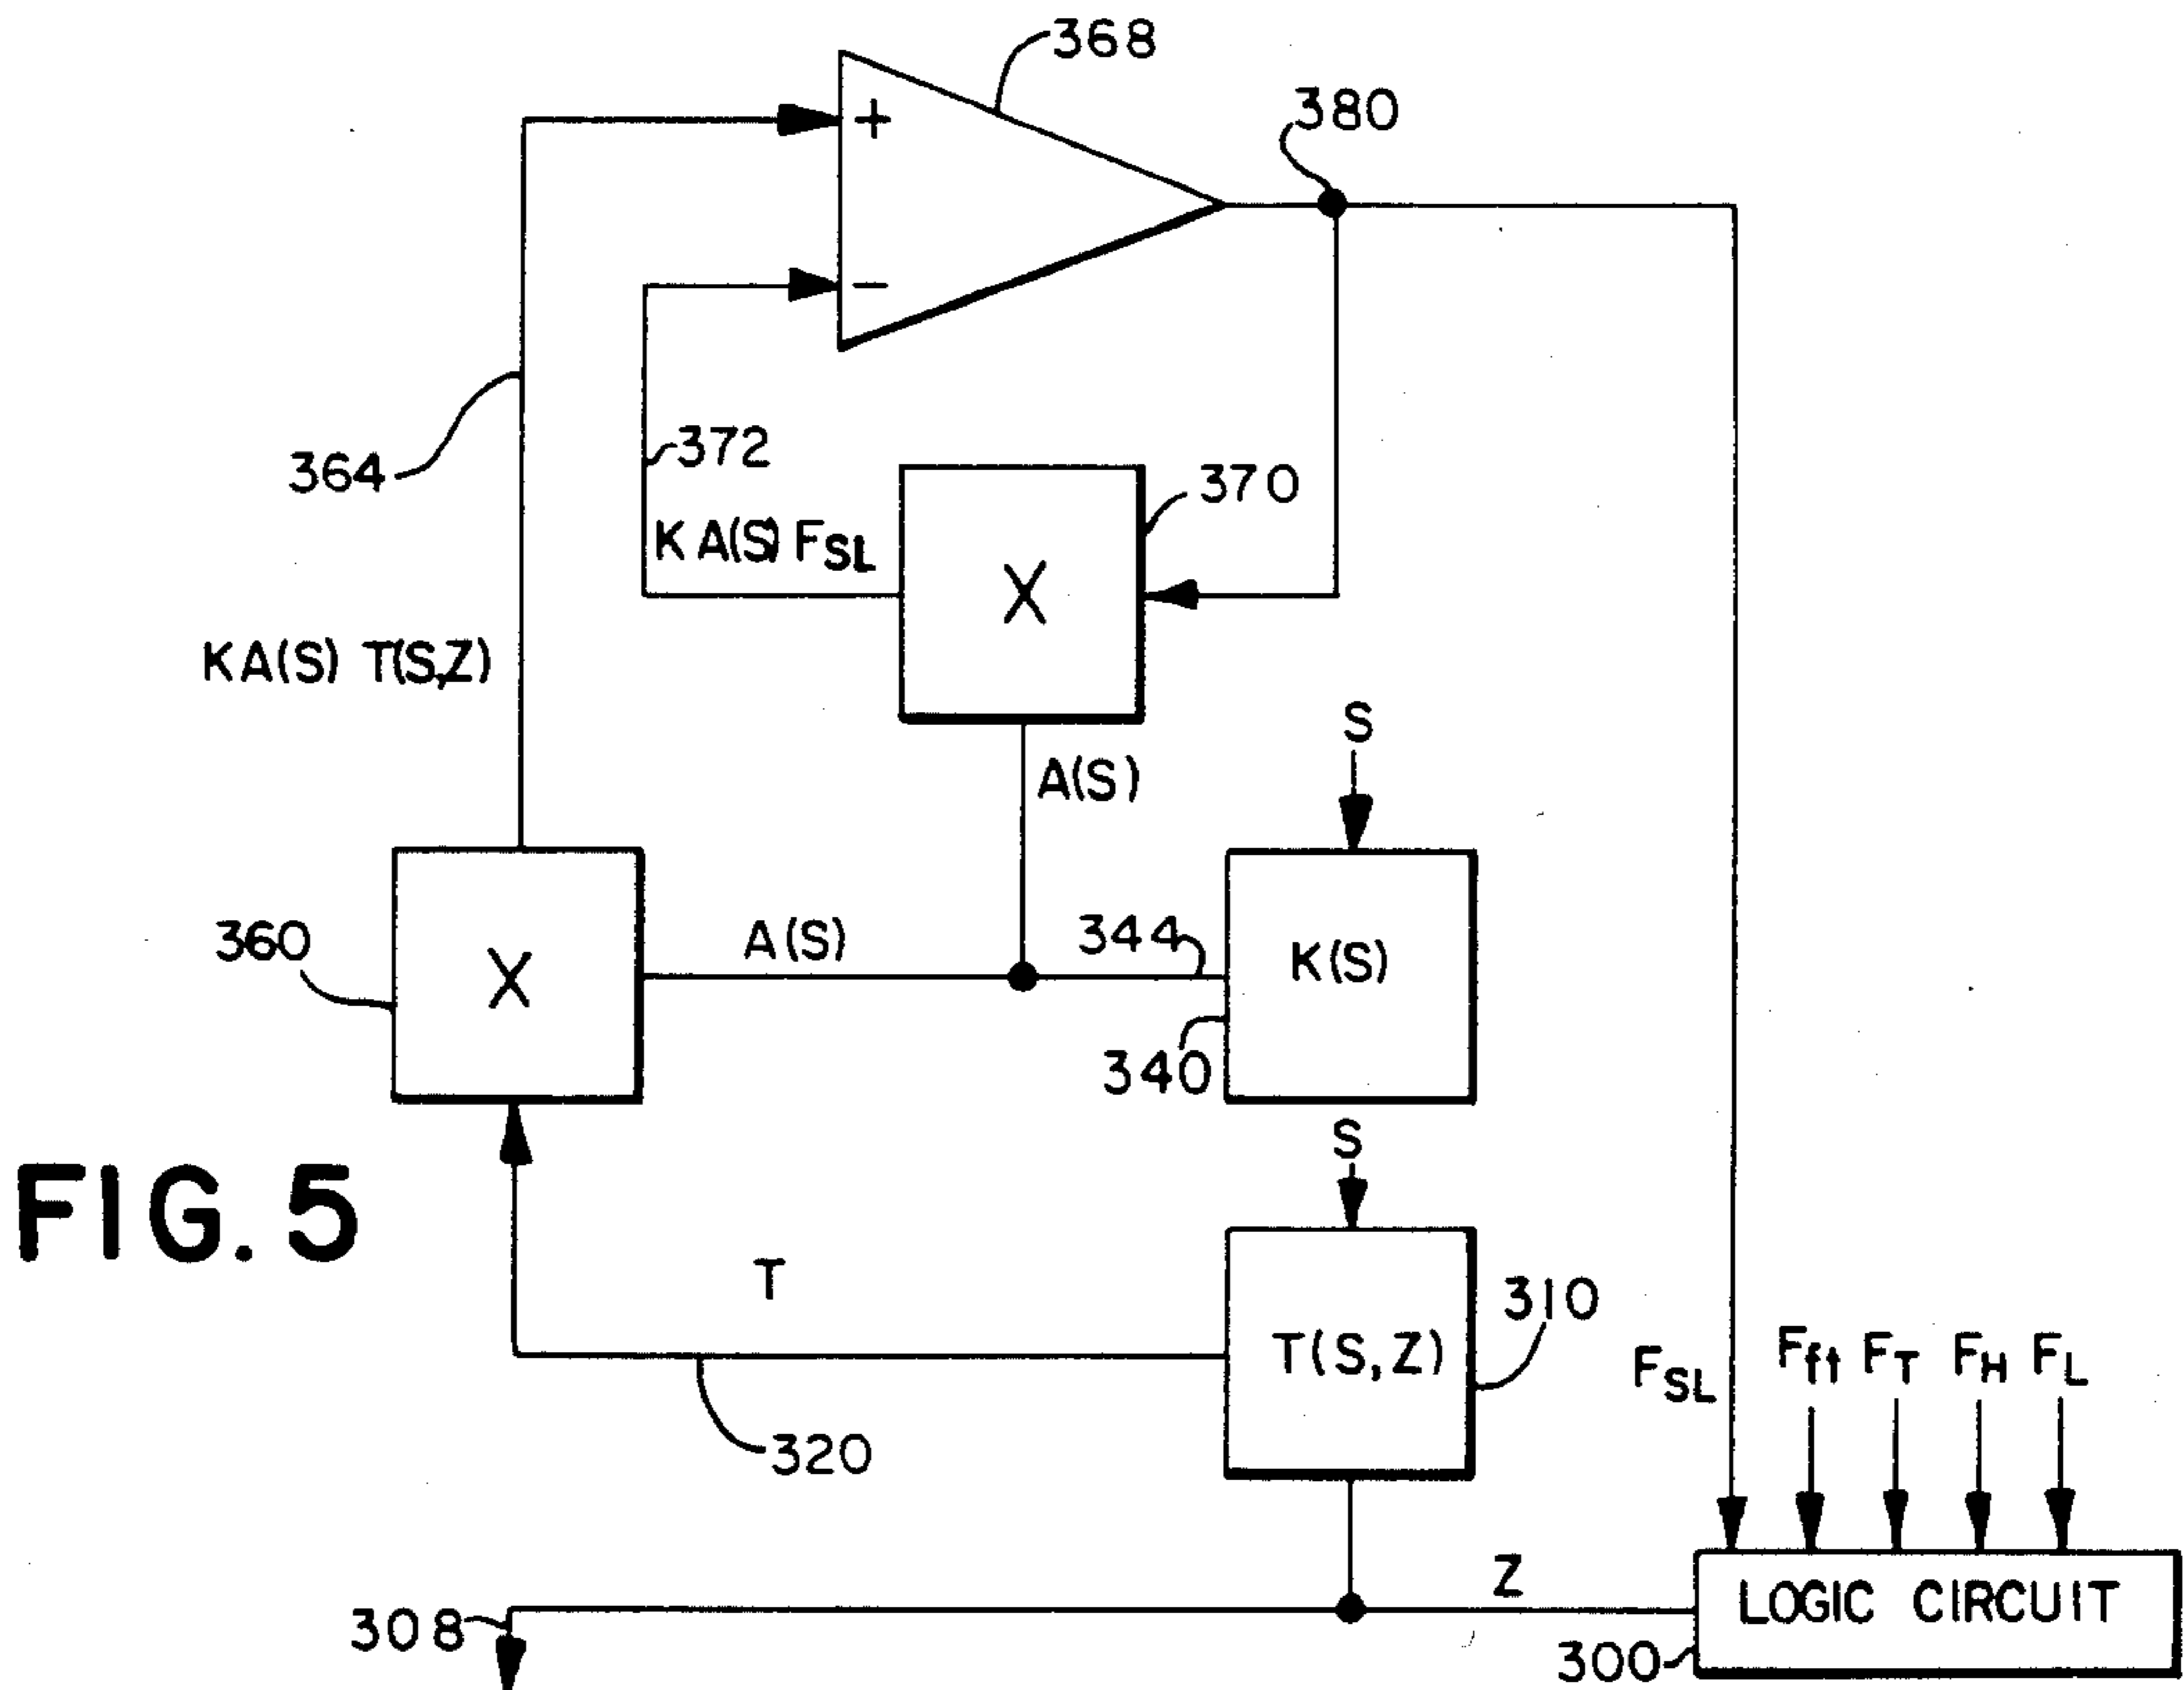 368
380
+
−
364
372
370
KA(S) FSL
X
KA(S) T(S,Z)
S
A(S)
360
A(S)
344
K(S)
X
340
S
FIG. 5
T
310
T(S,Z)
FSL
Fft
FT
FH
FL
320
Z
308
LOGIC CIRCUIT
300